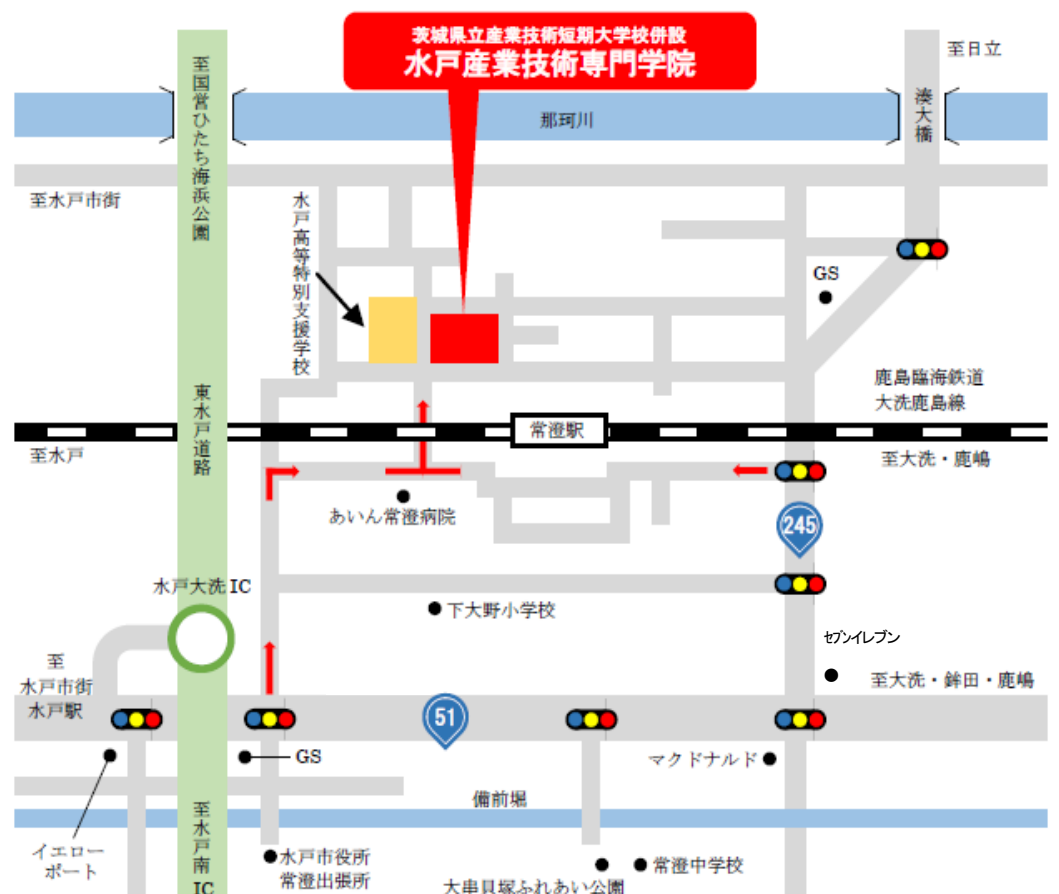 茨城県立産業技術短期大学校併設
水戸産業技術専門学院
至国営ひたち海浜公園
至日立
湊大橋
那珂川
至水戸市街
水戸高等特別支援学校
GS
鹿島臨海鉄道
大洗鹿島線
東水戸道路
常澄駅
至水戸
至大洗・鹿嶋
あいん常澄病院
245
水戸大洗 IC
下大野小学校
セブンイレブン
至
水戸市街
水戸駅
至大洗・鉾田・鹿嶋
51
GS
マクドナルド
備前堀
至水戸南IC
イエロー
ポート
水戸市役所
常澄出張所
常澄中学校
大串貝塚ふれあい公園